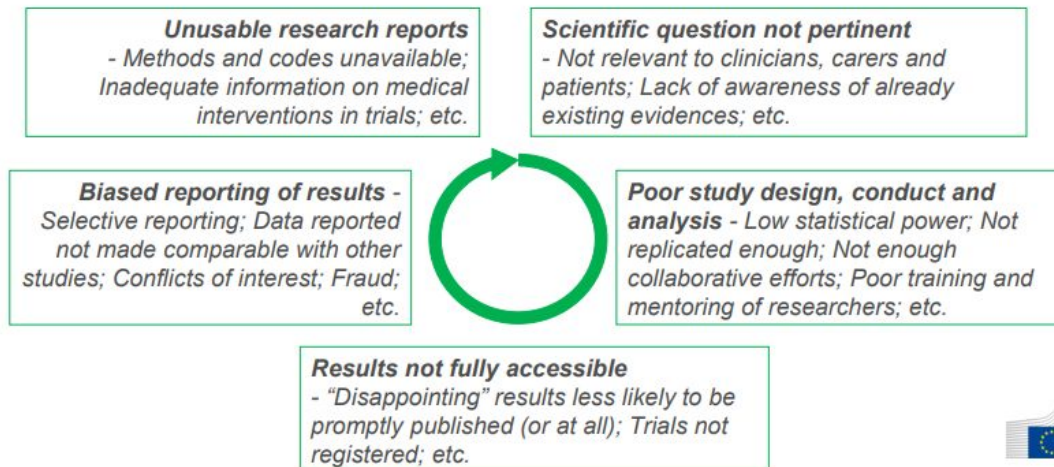 Unusable research reports
- Methods and codes unavailable;
Inadequate information on medical
interventions in trials; etc.
Scientific question not pertinent
- Not relevant to clinicians, carers and
patients; Lack of awareness of already
existing evidences; etc.
Biased reporting of results -
Selective reporting; Data reported
not made comparable with other
studies; Conflicts of interest; Fraud;
etc.
Poor study design, conduct and
analysis - Low statistical power; Not
replicated enough; Not enough
collaborative efforts; Poor training and
mentoring of researchers; etc.
Results not fully accessible
- “Disappointing” results less likely to be
promptly published (or at all); Trials not
registered; etc.